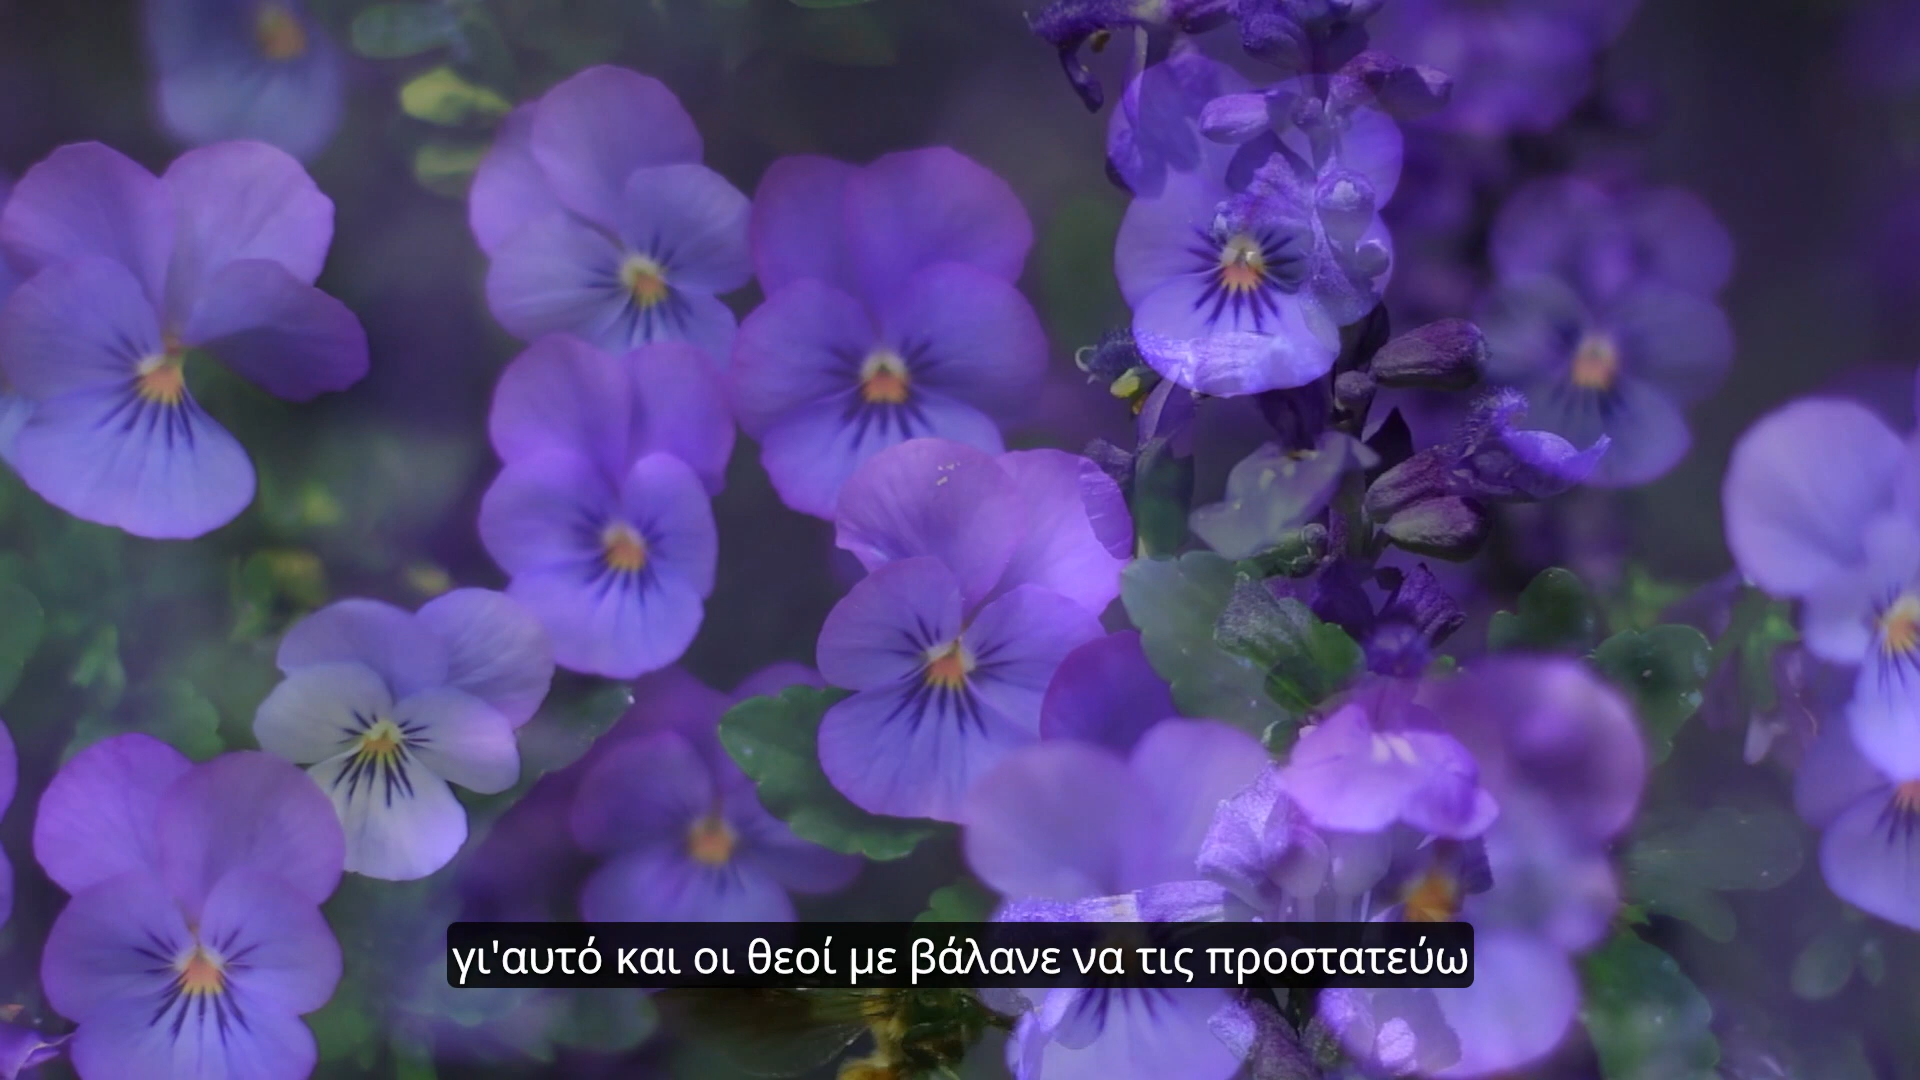 γι'αυτό και οι θεοί με βάλανε να τις προστατεύω